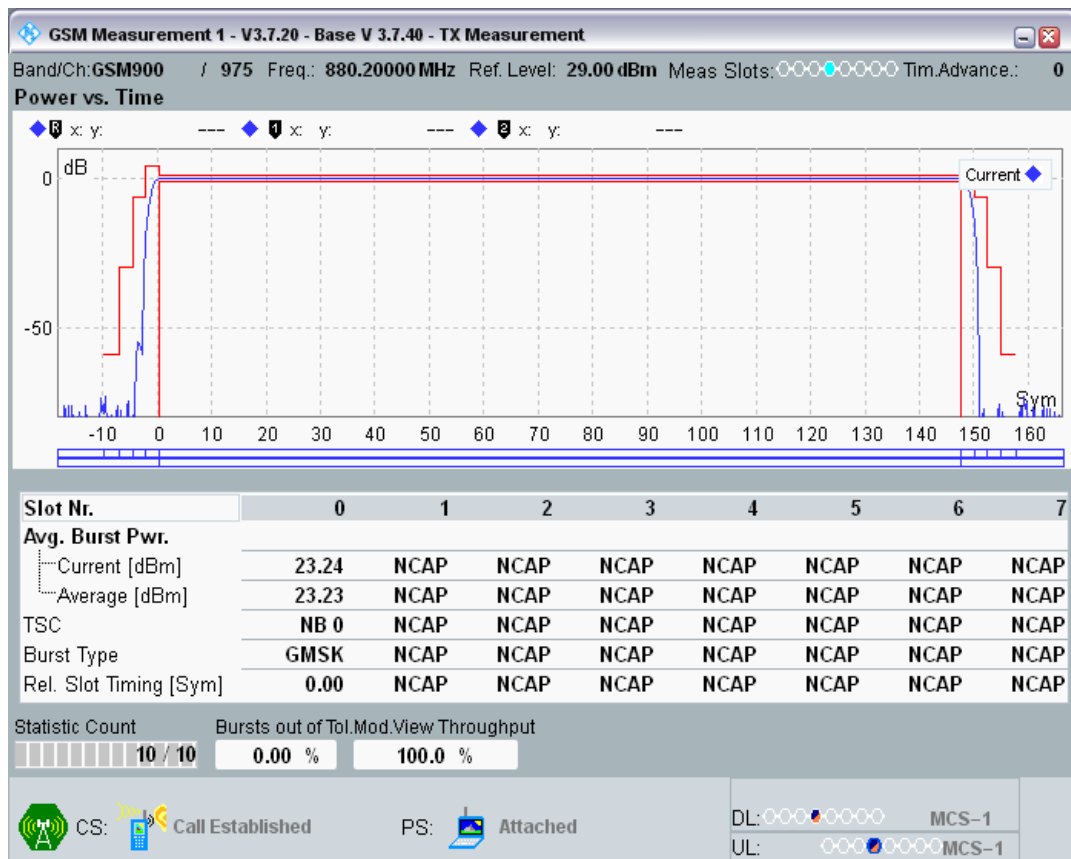 GSM Measurement 1 - V3.7.20 - Base V 3.7.40 - TX Measurement
Band/Ch:GSM900 / 975 Freq.: 880.20000 MHz Ref. Level: 29.00 dBm Meas Slots: Tim.Advance.: 0
Power vs. Time
R x: y: --- 1 x: y: --- 2 x: y: ---
dB
0
Current
-50
Sym
-10 0 10 20 30 40 50 60 70 80 90 100 110 120 130 140 150 160
Slot Nr. 0 1 2 3 4 5 6 7
Avg. Burst Pwr.
Current [dBm] 23.24 NCAP NCAP NCAP NCAP NCAP NCAP NCAP
Average [dBm] 23.23 NCAP NCAP NCAP NCAP NCAP NCAP NCAP
TSC NB 0 NCAP NCAP NCAP NCAP NCAP NCAP NCAP
Burst Type GMSK NCAP NCAP NCAP NCAP NCAP NCAP NCAP
Rel. Slot Timing [Sym] 0.00 NCAP NCAP NCAP NCAP NCAP NCAP NCAP
Statistic Count Bursts out of Tol.Mod.View Throughput
10 / 10 0.00 % 100.0 %
CS: Call Established PS: Attached DL: MCS-1
UL: MCS-1